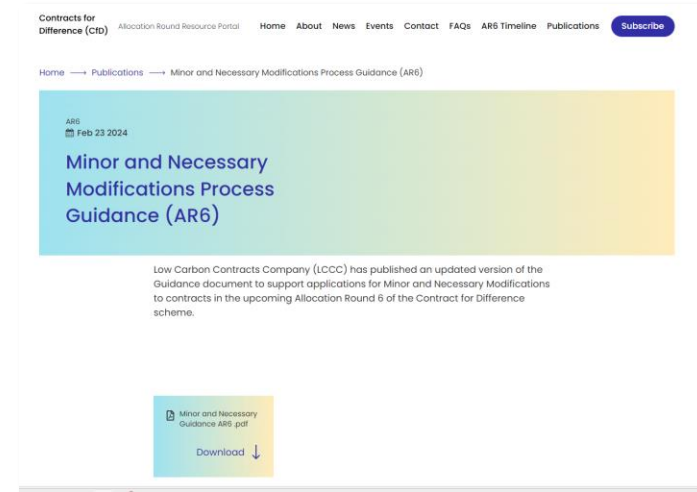 Contracts for
Difference (CfD)
Allocation Round Resource Portal
Home About News Events Contact FAQs AR6 Timeline Publications Subscribe
Home ⟶ Publications ⟶ Minor and Necessary Modifications Process Guidance (AR6)
AR6
Feb 23 2024
Minor and Necessary
Modifications Process
Guidance (AR6)
Low Carbon Contracts Company (LCCC) has published an updated version of the
Guidance document to support applications for Minor and Necessary Modifications
to contracts in the upcoming Allocation Round 6 of the Contract for Difference
scheme.
Minor and Necessary
Guidance AR6 .pdf
Download ↓